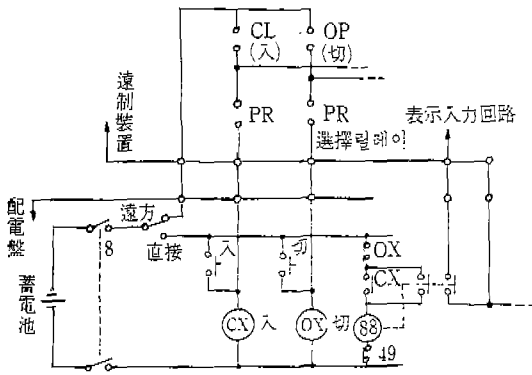 CL OP
(入) (切)
PR PR
遠制裝置
選擇릴레이
表示入力回路
配電盤
遠方
8
直接
入 切
OX
CX
蓄電池
CX 入 OX 切 88
49